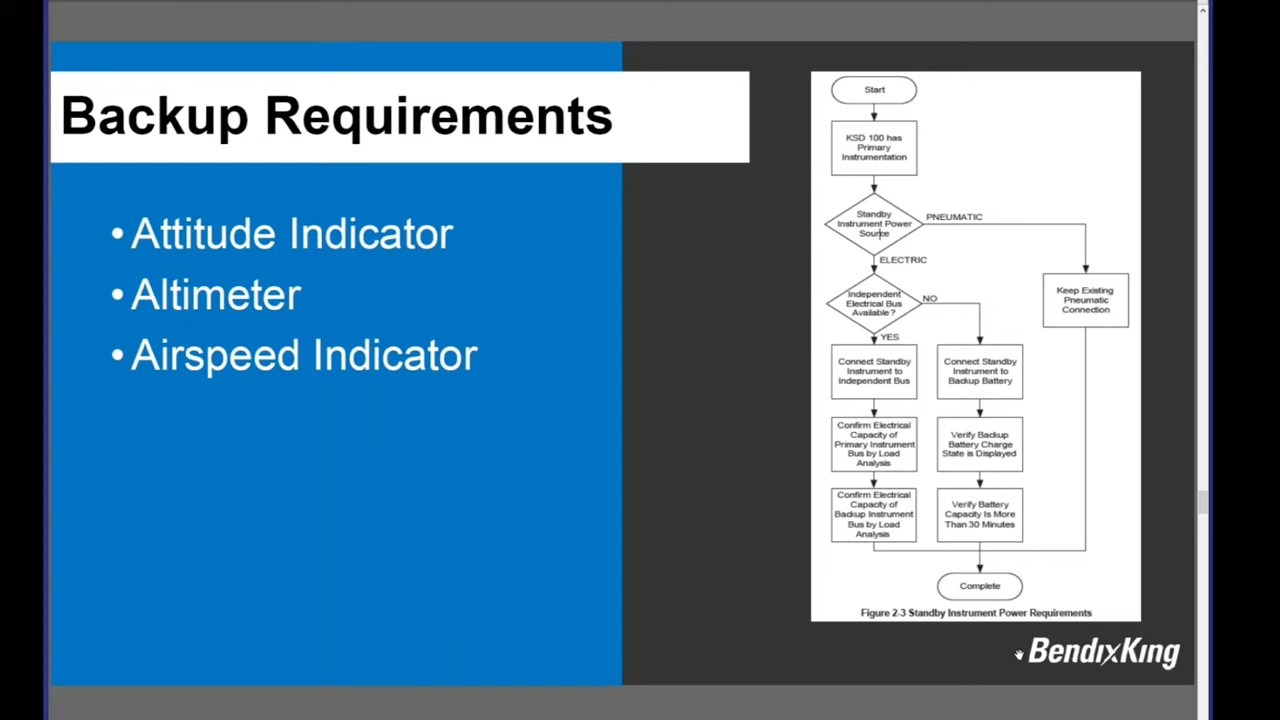 Backup Requirements
• Attitude Indicator
• Altimeter
• Airspeed Indicator
Start
KSD 100 has
Primary
Instrumentation
Standby
Instrument Power
Source
PNEUMATIC
ELECTRIC
Independent
Electrical Bus
Available?
NO
YES
Keep Existing
Pneumatic
Connection
Connect Standby
Instrument to
Independent Bus
Connect Standby
Instrument to
Backup Battery
Confirm Electrical
Capacity of
Primary Instrument
Bus by Load
Analysis
Verify Backup
Battery Charge
State is Displayed
Confirm Electrical
Capacity of
Backup Instrument
Bus by Load
Analysis
Verify Battery
Capacity Is More
Than 30 Minutes
Complete
Figure 2-3 Standby Instrument Power Requirements
BendixKing